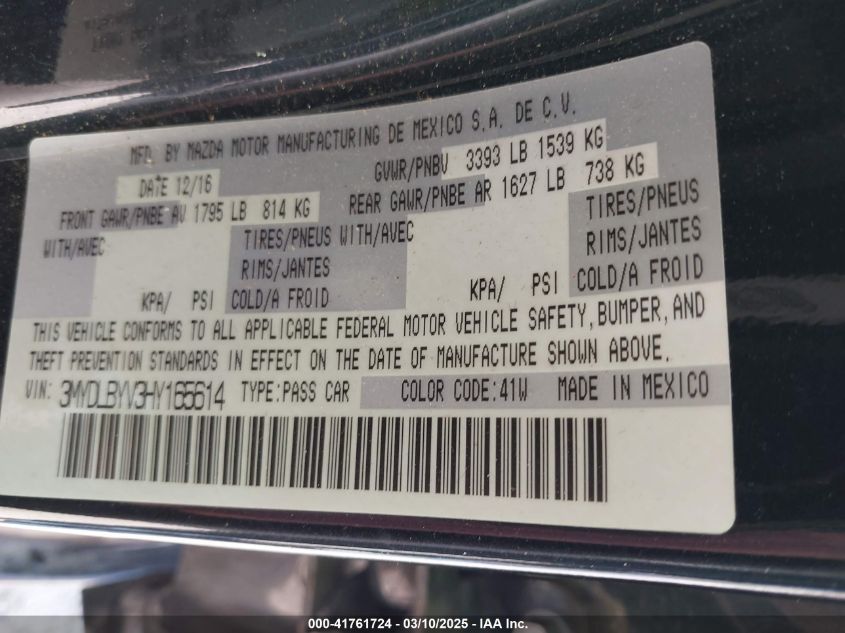 MFD. BY MAZDA MOTOR MANUFACTURING DE MEXICO S.A. DE C.V.
DATE 12/16 GVWR/PNBV 3393 LB 1539 KG
FRONT GAWR/PNBE AV 1795 LB 814 KG REAR GAWR/PNBE AR 1627 LB 738 KG
WITH/AVEC TIRES/PNEUS WITH/AVEC TIRES/PNEUS
RIMS/JANTES RIMS/JANTES
KPA/ PSI COLD/A FROID KPA/ PSI COLD/A FROID
THIS VEHICLE CONFORMS TO ALL APPLICABLE FEDERAL MOTOR VEHICLE SAFETY, BUMPER, AND
THEFT PREVENTION STANDARDS IN EFFECT ON THE DATE OF MANUFACTURE SHOWN ABOVE.
VIN: 3MYDLBYV3HY165614 TYPE:PASS CAR COLOR CODE:41W MADE IN MEXICO
000-41761724 - 03/10/2025 - IAA Inc.